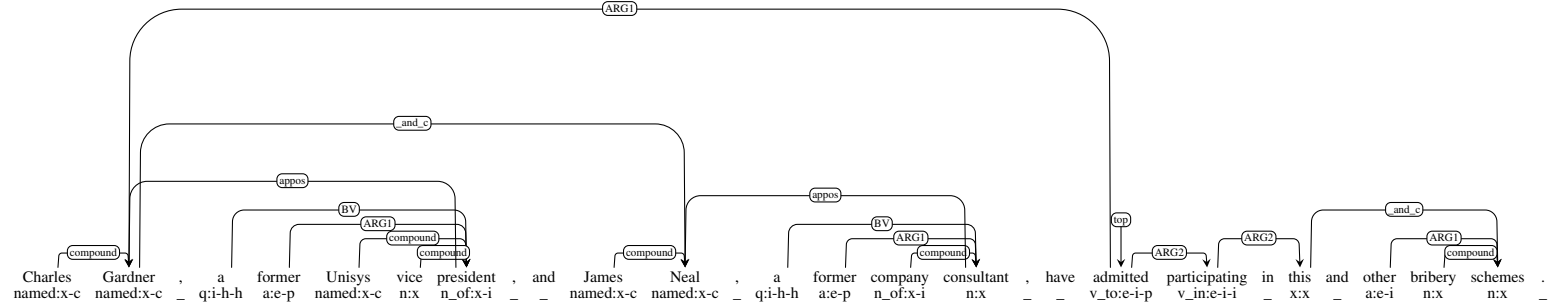 ARG1
_and_c
appos
appos
BV
BV
top
_and_c
ARG1
compound
ARG1
ARG2
ARG1
compound
compound
compound
compound
compound
ARG2
compound
Charles Gardner , a former Unisys vice president , and James Neal , a former company consultant , have admitted participating in this and other bribery schemes .
named:x-c named:x-c _ q:i-h-h a:e-p named:x-c n:x n_of:x-i _ _ named:x-c named:x-c _ q:i-h-h a:e-p n_of:x-i n:x _ _ v_to:e-i-p v_in:e-i-i _ x:x _ a:e-i n:x n:x _